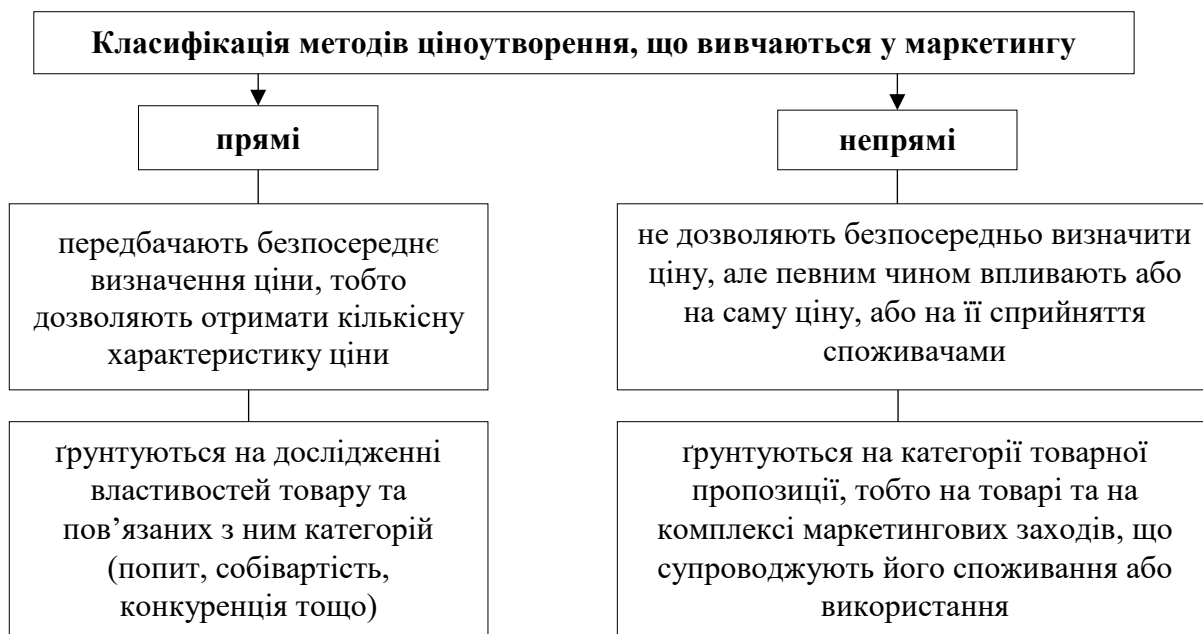 Класифікація методів ціноутворення, що вивчаються у маркетингу
прямі
непрямі
передбачають безпосереднє
визначення ціни, тобто
дозволяють отримати кількісну
характеристику ціни
не дозволяють безпосередньо визначити
ціну, але певним чином впливають або
на саму ціну, або на її сприйняття
споживачами
ґрунтуються на дослідженні
властивостей товару та
пов’язаних з ним категорій
(попит, собівартість,
конкуренція тощо)
ґрунтуються на категорії товарної
пропозиції, тобто на товарі та на
комплексі маркетингових заходів, що
супроводжують його споживання або
використання